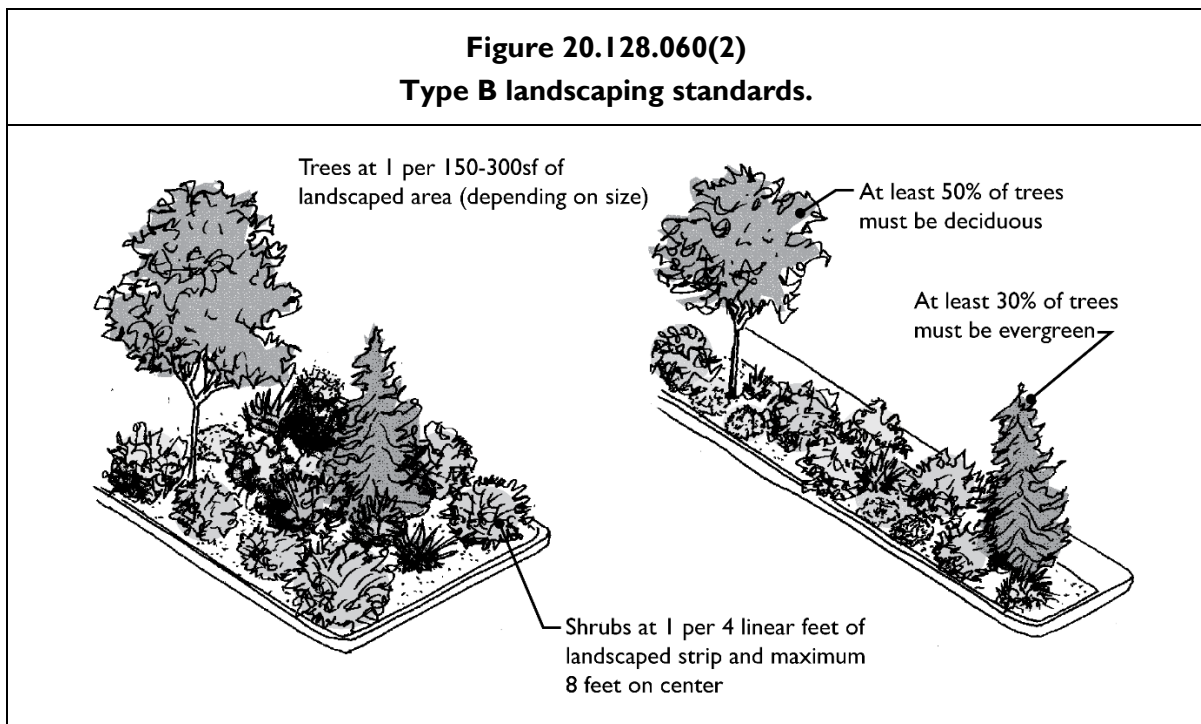 Figure 20.128.060(2)
Type B landscaping standards.
Trees at 1 per 150-300sf of
landscaped area (depending on size)
At least 50% of trees
must be deciduous
At least 30% of trees
must be evergreen
Shrubs at 1 per 4 linear feet of
landscaped strip and maximum
8 feet on center